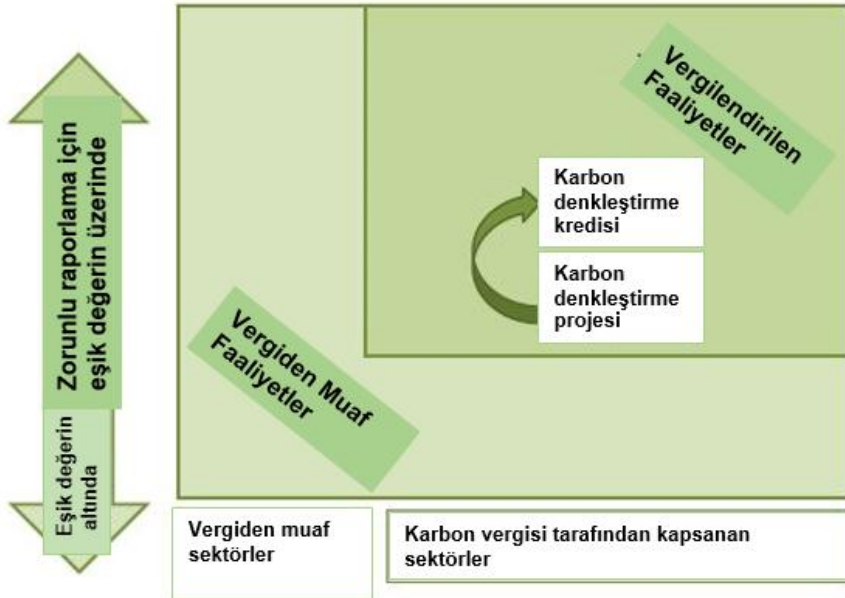 Zorunlu raporlama için
eşik değerin üzerinde
Eşik değerin
altında
Vergilendirilen
Faaliyetler
Karbon
denkleştirme
kredisi
Karbon
denkleştirme
projesi
Vergiden Muaf
Faaliyetler
Vergiden muaf
sektörler
Karbon vergisi tarafından kapsanan
sektörler